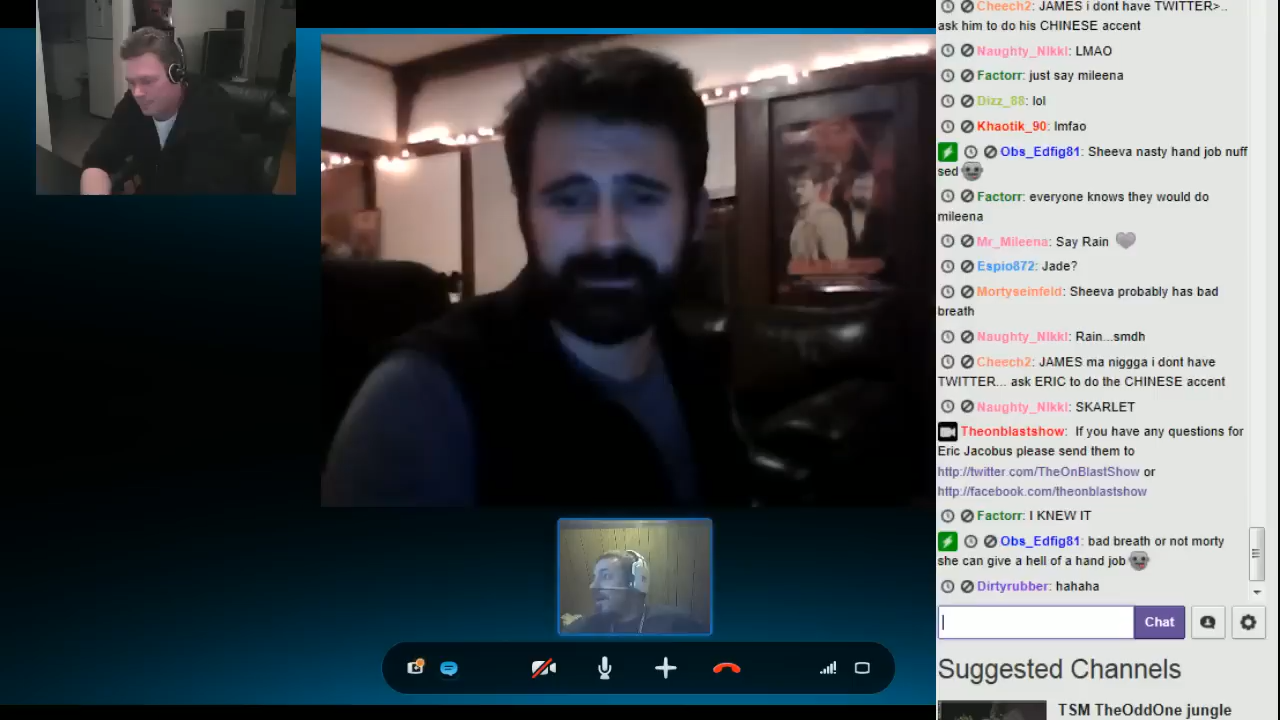 Cheech2: JAMES i dont have TWITTER>..
ask him to do his CHINESE accent
Naughty_NIkkI: LMAO
Factorr: just say mileena
Dizz_88: lol
Khaotik_90: lmfao
Obs_Edfig81: Sheeva nasty hand job nuff
sed
Factorr: everyone knows they would do
mileena
Mr_Mileena: Say Rain
Espio872: Jade?
Mortyseinfeld: Sheeva probably has bad
breath
Naughty_NIkkI: Rain...smdh
Cheech2: JAMES ma niggga i dont have
TWITTER... ask ERIC to do the CHINESE accent
Naughty_NIkkI: SKARLET
Theonblastshow: If you have any questions for
Eric Jacobus please send them to
http://twitter.com/TheOnBlastShow or
http://facebook.com/theonblastshow
Factorr: I KNEW IT
Obs_Edfig81: bad breath or not morty
she can give a hell of a hand job
Dirtyrubber: hahaha
Chat
Suggested Channels
TSM TheOddOne jungle